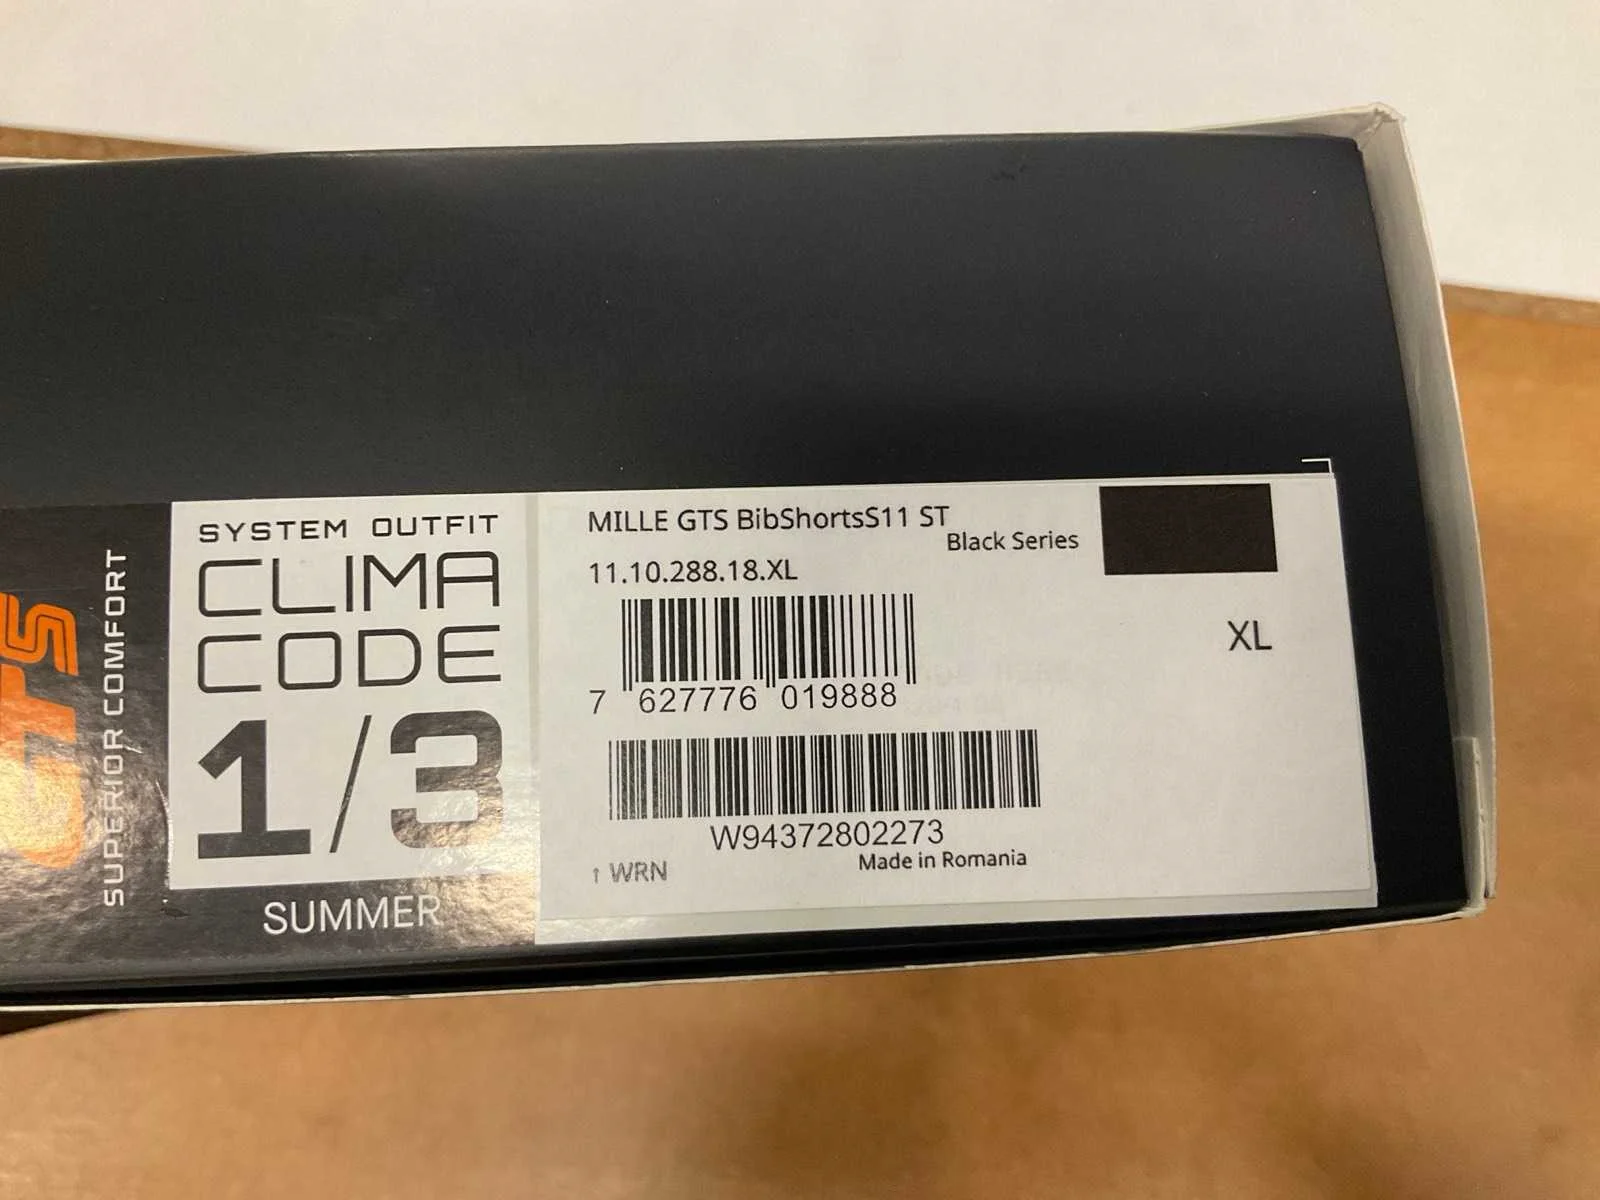 GTS
SUPERIOR COMFORT
SYSTEM OUTFIT
CLIMA
CODE
1/3
SUMMER
MILLE GTS BibShortsS11 ST
Black Series
11.10.288.18.XL
XL
7 627776 019888
W94372802273
Made in Romania
↑ WRN